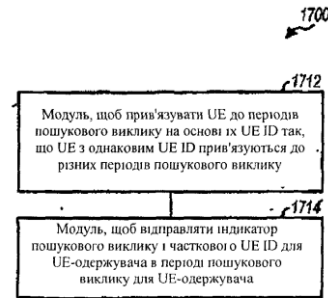 1700
1712
Модуль, щоб прив'язувати UE до періодів
пошукового виклику на основі їх UE ID так,
що UE з однаковим UE ID прив'язуються до
різних періодів пошукового виклику
1714
Модуль, щоб відправляти індикатор
пошукового виклику і часткового UE ID для
UE-одержувача в періоді пошукового
виклику для UE-одержувача